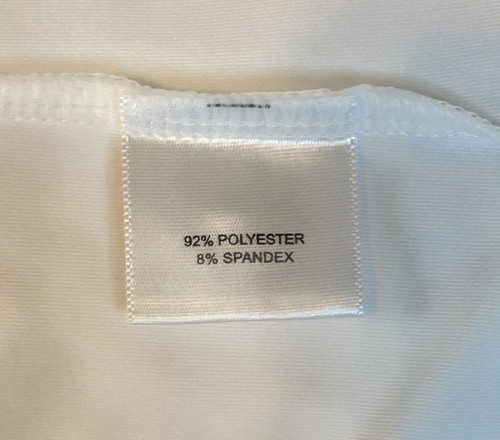 92% POLYESTER
8% SPANDEX